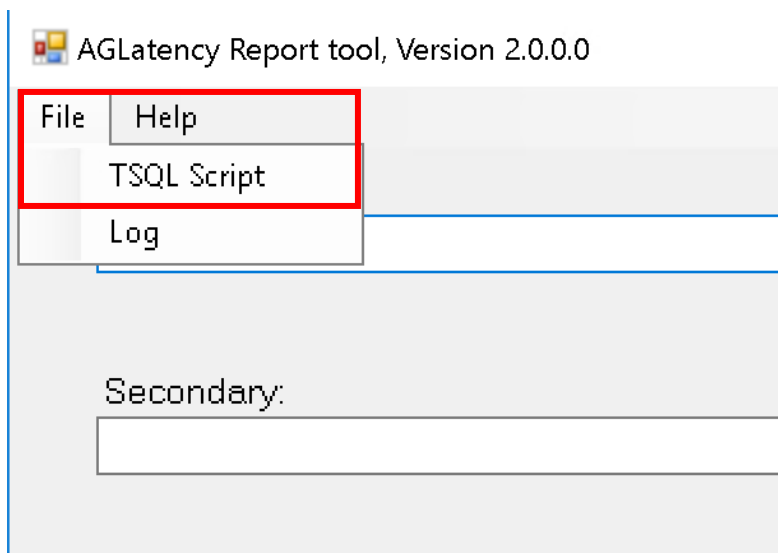 AGLatency Report tool, Version 2.0.0.0
File Help
TSQL Script
Log
Secondary: